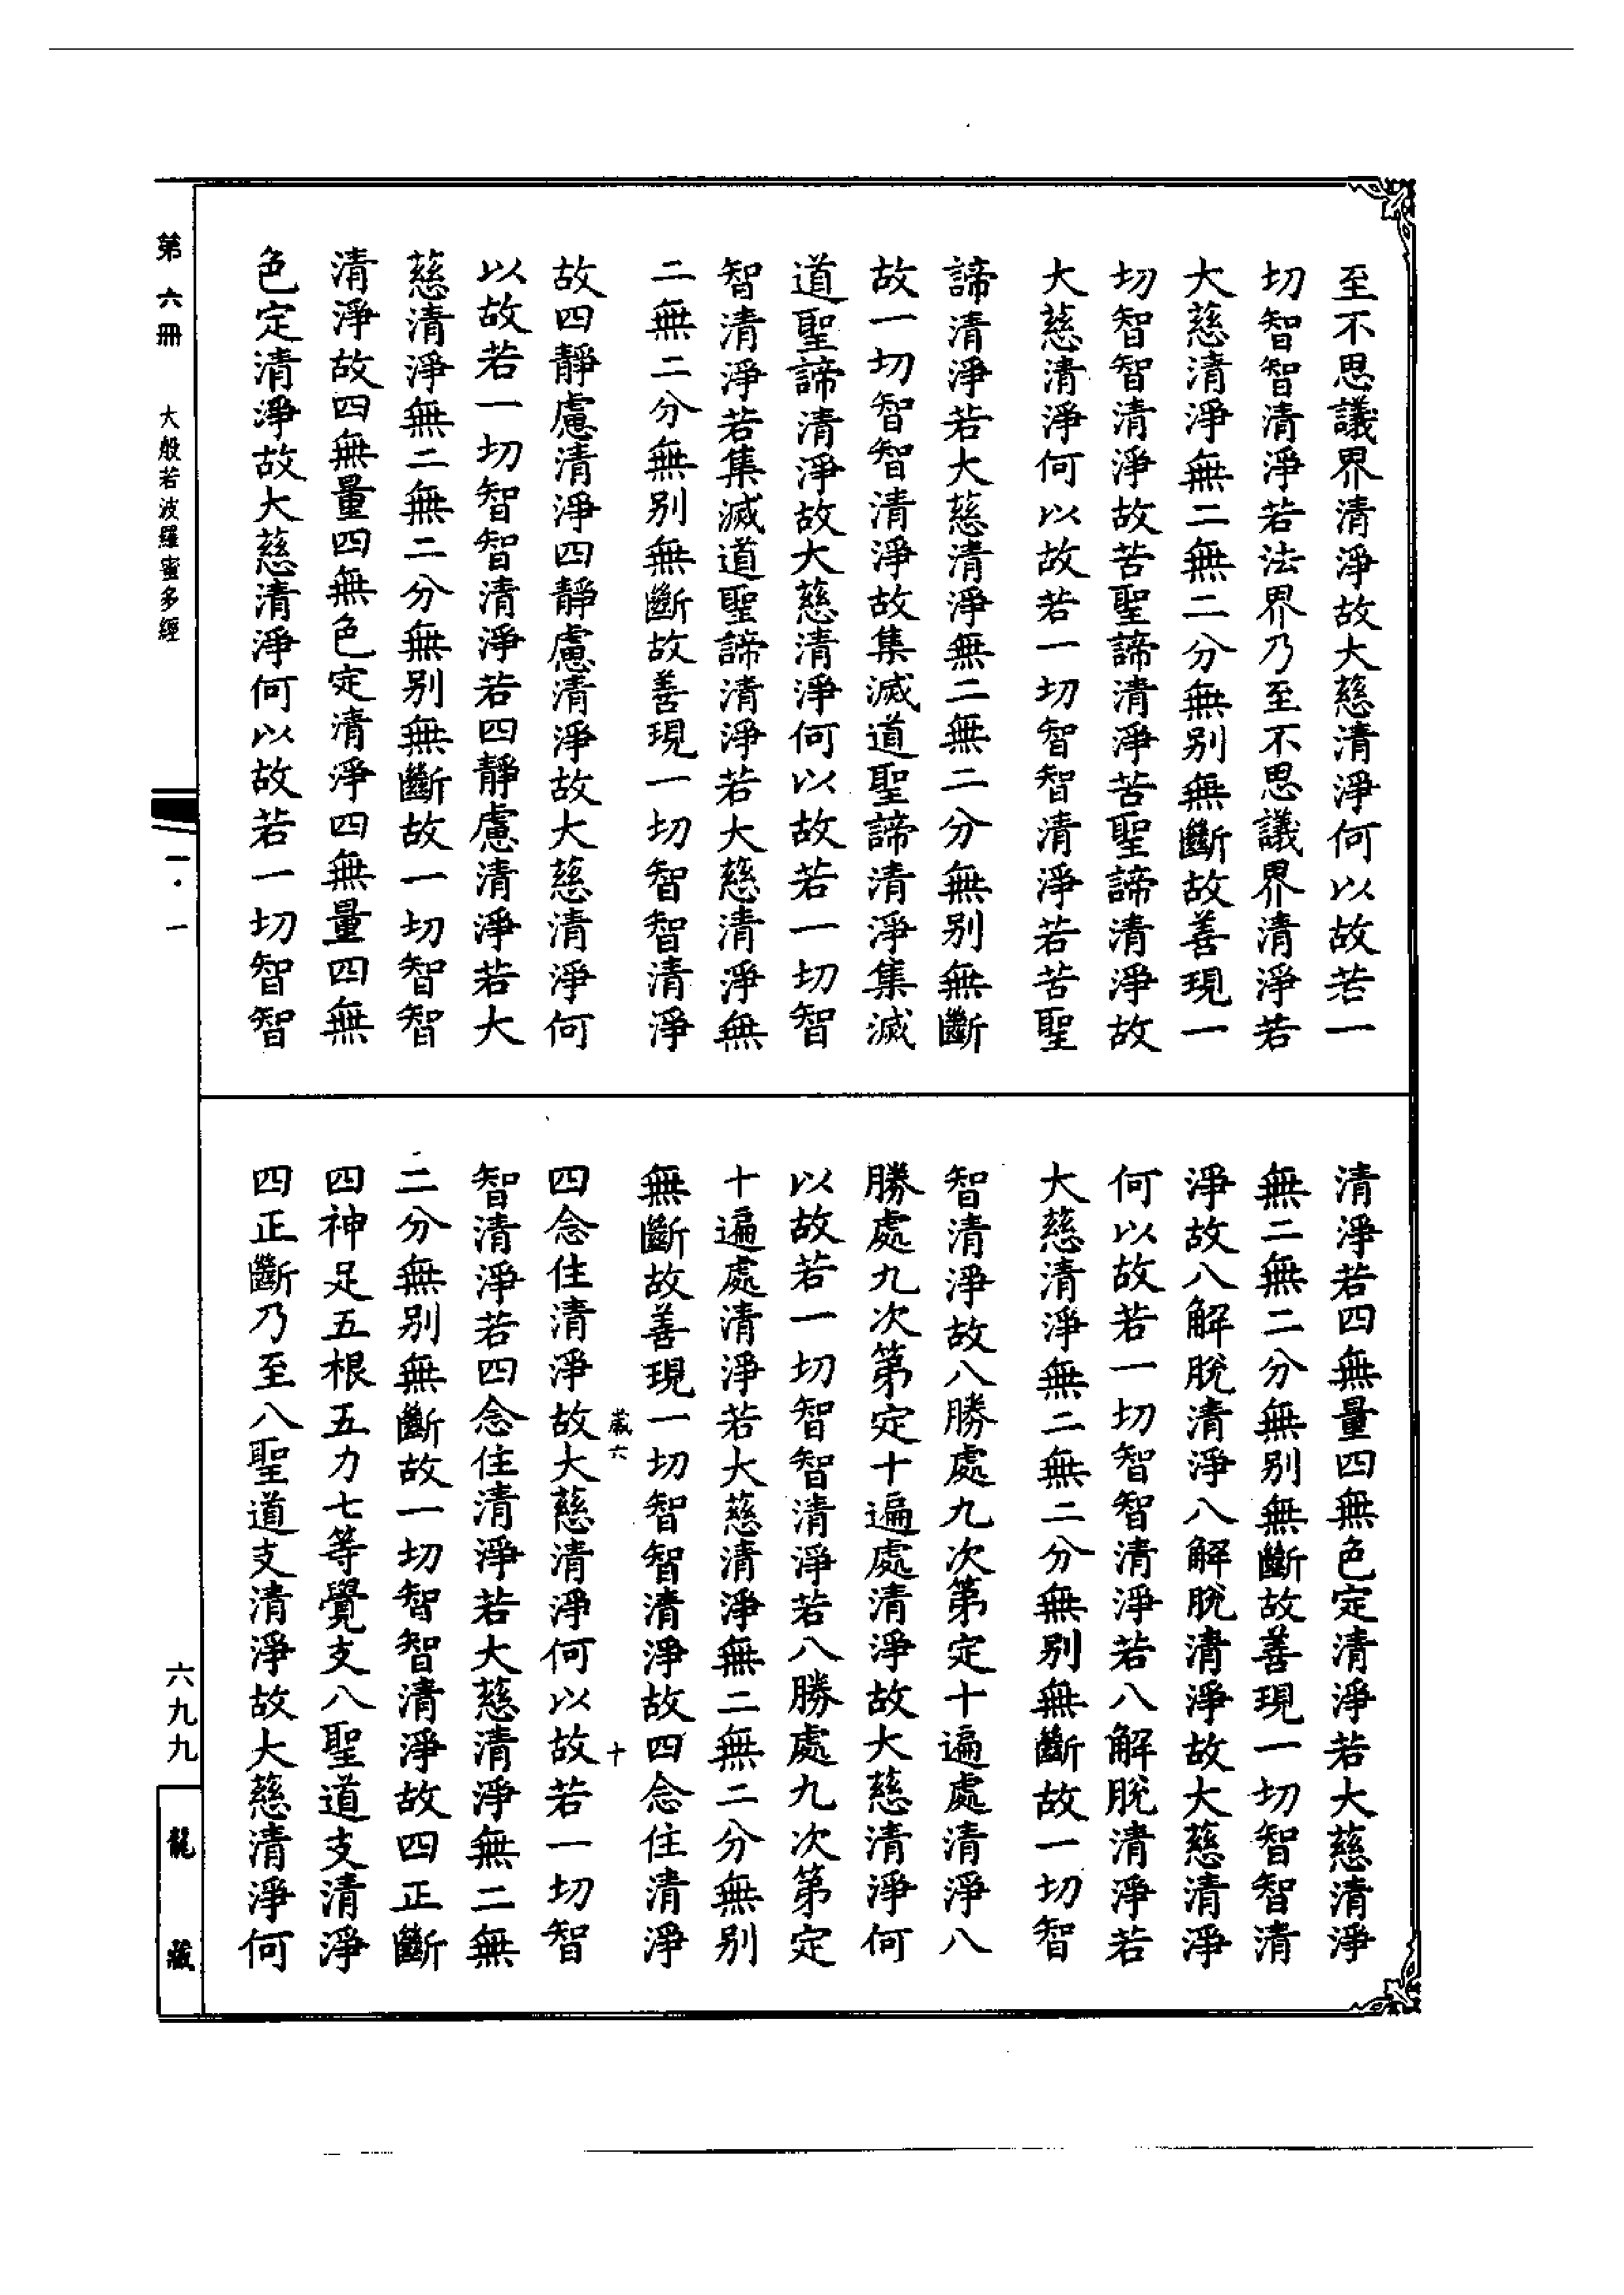 至不思議界清淨故大慈清淨何以故若一
切智智清淨若法界乃至不思議界清淨若
大慈清淨無二無二分無別無斷故善現一
切智智清淨故苦聖諦清淨苦聖諦清淨故
大慈清淨何以故若一切智智清淨若苦聖
諦清淨若大慈清淨無二無二分無別無斷
故一切智智清淨故集滅道聖諦清淨集滅
道聖諦清淨故大慈清淨何以故若一切智
智清淨若集滅道聖諦清淨若大慈清淨無
二無二分無別無斷故善現一切智智清淨
故四靜慮清淨四靜慮清淨故大慈清淨何
以故若一切智智清淨若四靜慮清淨若大
慈清淨無二無二分無別無斷故一切智智
清淨故四無量四無色定清淨四無量四無
色定清淨故大慈清淨何以故若一切智智
清淨若四無量四無色定清淨若大慈清淨
無二無二分無別無斷故善現一切智智清
淨故八解脫清淨八解脫清淨故大慈清淨
何以故若一切智智清淨若八解脫清淨若
大慈清淨無二無二分無別無斷故一切智
智清淨故八勝處九次第定十遍處清淨八
勝處九次第定十遍處清淨故大慈清淨何
以故若一切智智清淨若八勝處九次第定
十遍處清淨若大慈清淨無二無二分無別
無斷故善現一切智智清淨故四念住清淨
歲六 十
四念住清淨故大慈清淨何以故若一切智
智清淨若四念住清淨若大慈清淨無二無
二分無別無斷故一切智智清淨故四正斷
四神足五根五力七等覺支八聖道支清淨
四正斷乃至八聖道支清淨故大慈清淨何
第六冊 大般若波羅蜜多經
一·一
六九九
龍藏